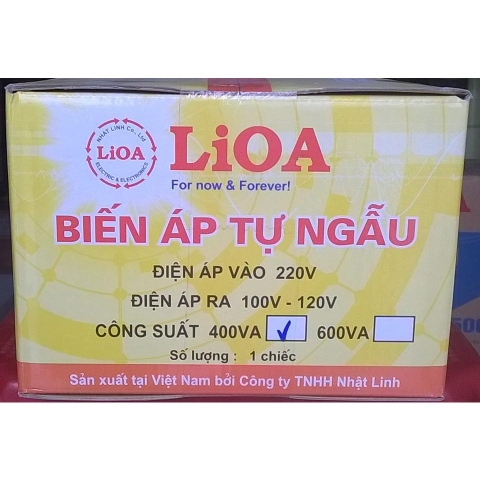 NHAT LINH Co., Ltd
LiOA
ELECTRIC & ELECTRONICS
LiOA
For now & Forever!
BIẾN ÁP TỰ NGẪU
ĐIỆN ÁP VÀO 220V
ĐIỆN ÁP RA 100V - 120V
CÔNG SUẤT 400VA 600VA
Số lượng : 1 chiếc
Sản xuất tại Việt Nam bởi Công ty TNHH Nhật Linh